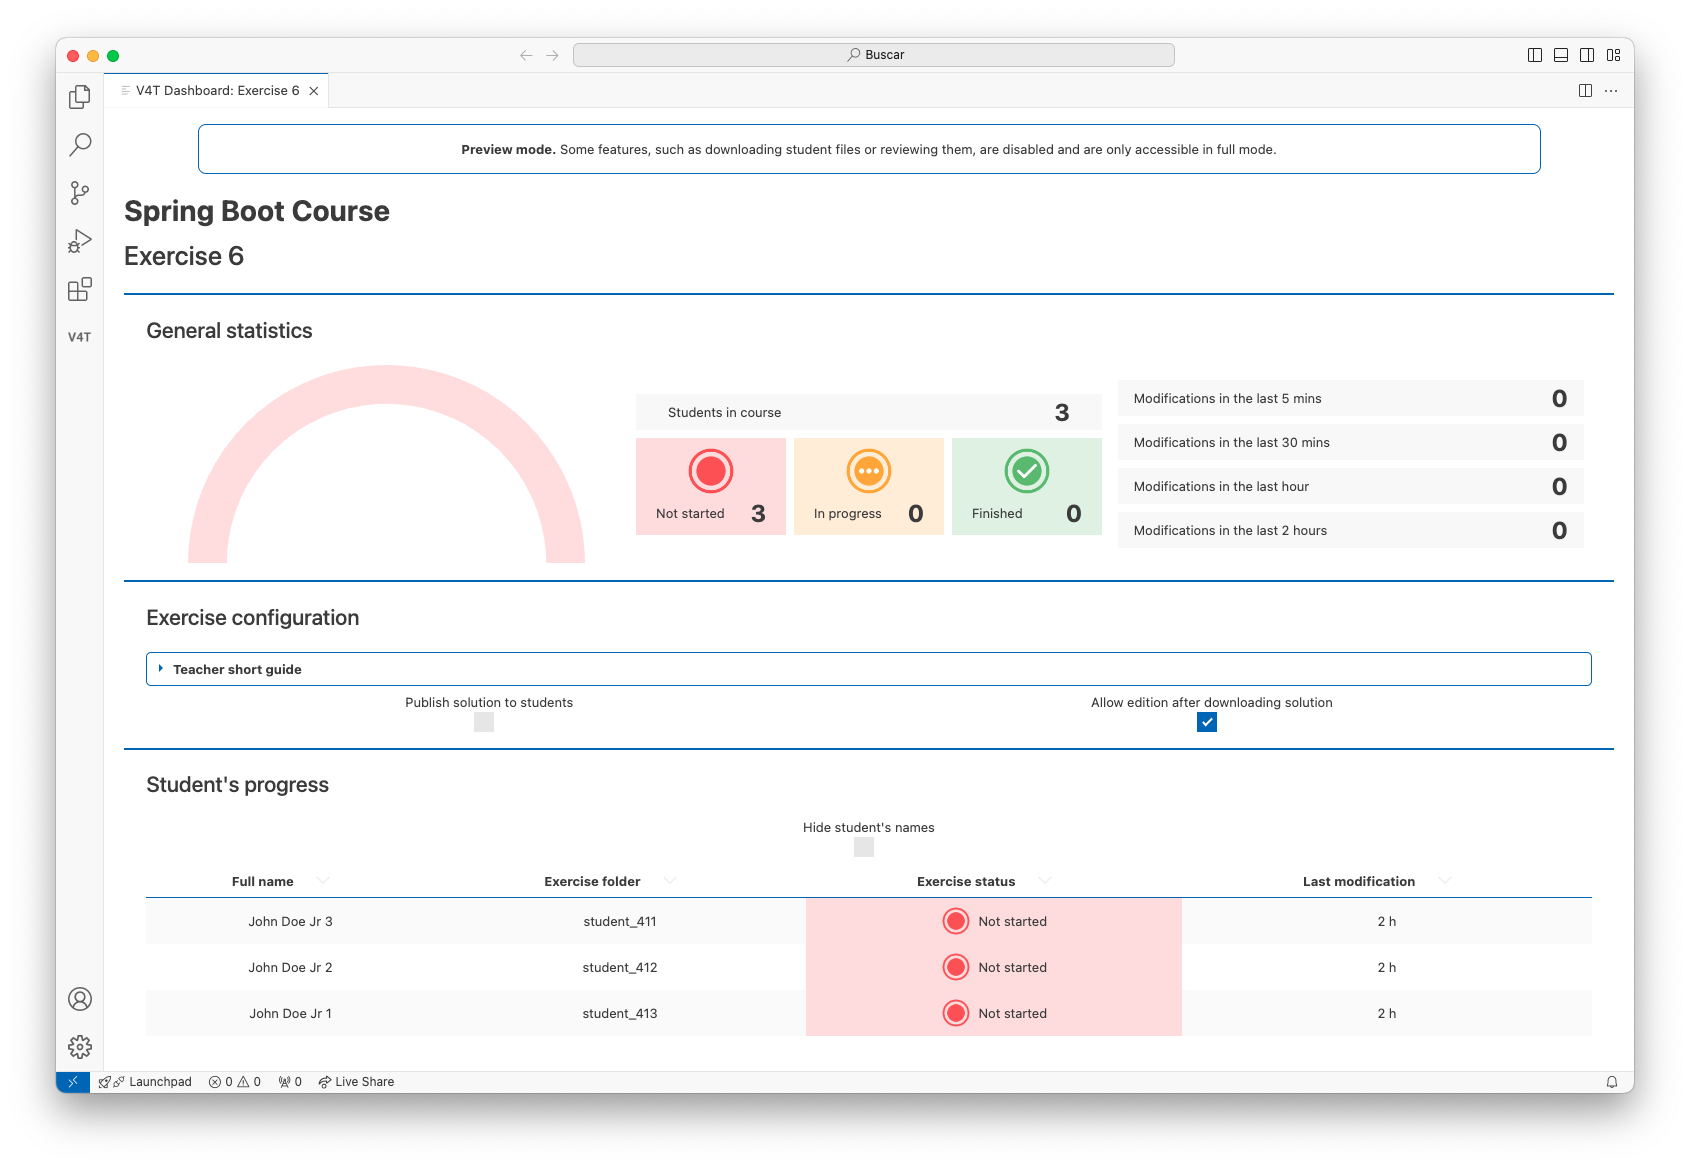 Buscar
V4T Dashboard: Exercise 6
Preview mode. Some features, such as downloading student files or reviewing them, are disabled and are only accessible in full mode.
Spring Boot Course
Exercise 6
V4T
General statistics
Students in course 3
Not started 3
In progress 0
Finished 0
Modifications in the last 5 mins 0
Modifications in the last 30 mins 0
Modifications in the last hour 0
Modifications in the last 2 hours 0
Exercise configuration
Teacher short guide
Publish solution to students
Allow edition after downloading solution
Student's progress
Hide student's names
Full name Exercise folder Exercise status Last modification
John Doe Jr 3 student_411 Not started 2 h
John Doe Jr 2 student_412 Not started 2 h
John Doe Jr 1 student_413 Not started 2 h
Launchpad 0 0 0 Live Share